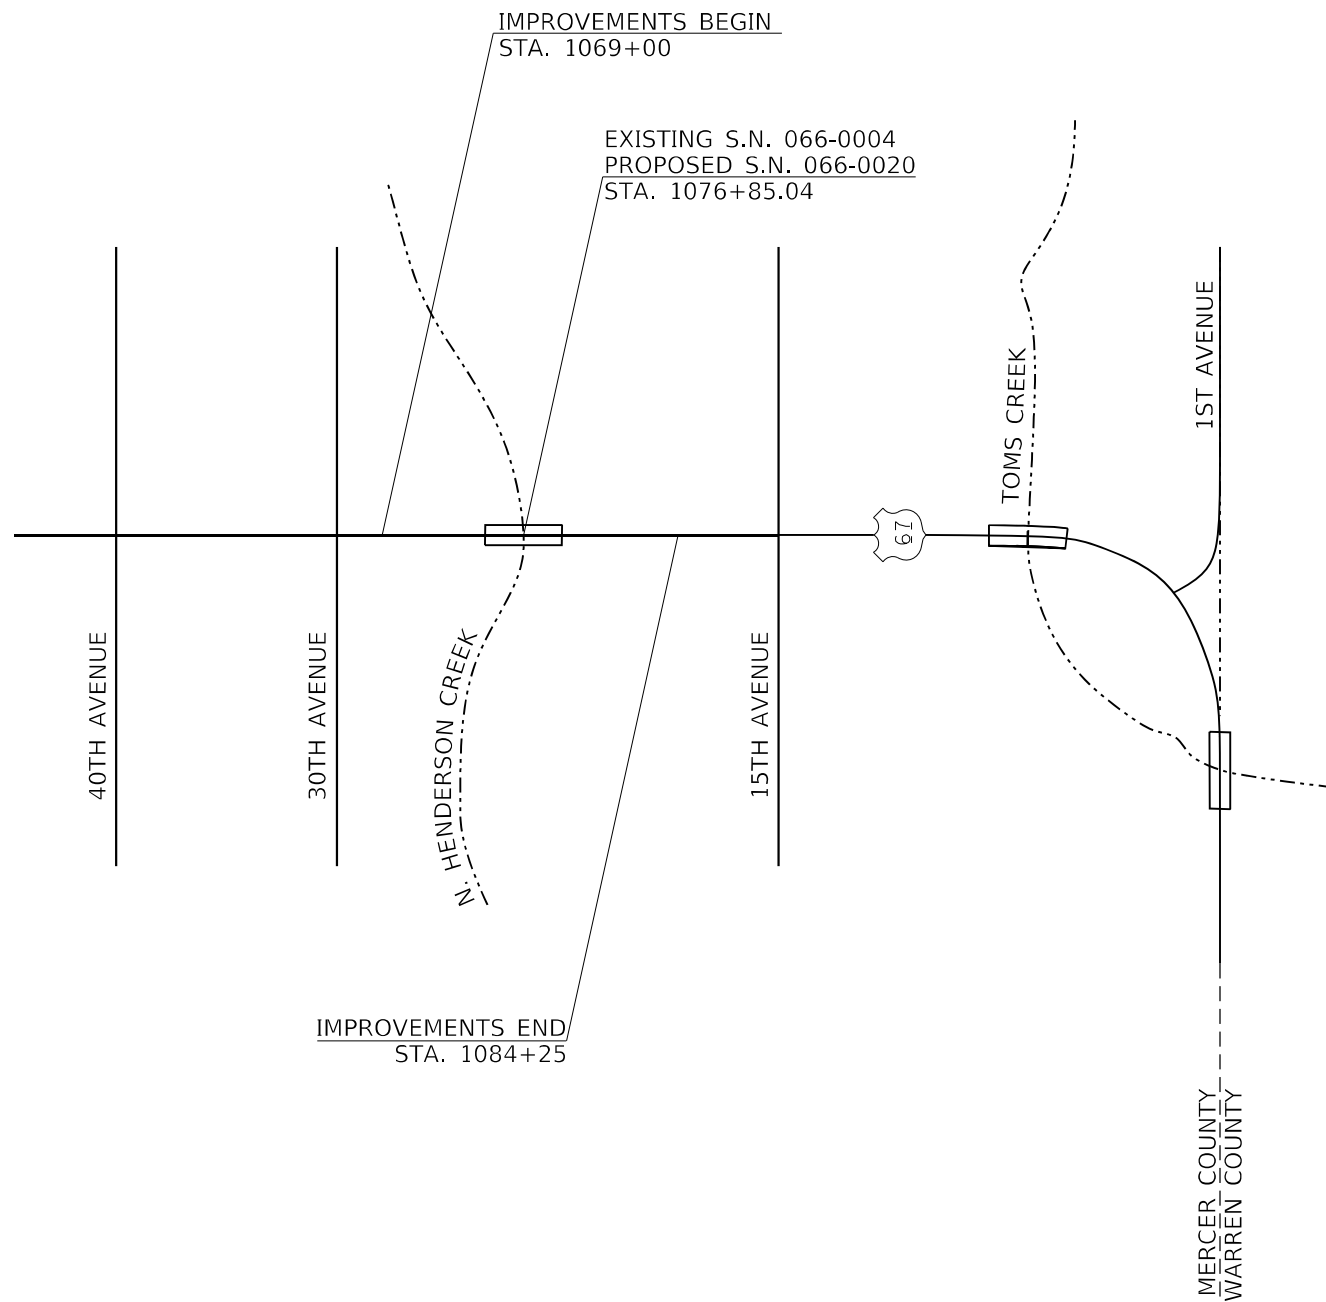 IMPROVEMENTS BEGIN
STA. 1069+00
EXISTING S.N. 066-0004
PROPOSED S.N. 066-0020
STA. 1076+85.04
40TH AVENUE
30TH AVENUE
N. HENDERSON CREEK
15TH AVENUE
67
TOMS CREEK
1ST AVENUE
IMPROVEMENTS END
STA. 1084+25
MERCER COUNTY
WARREN COUNTY